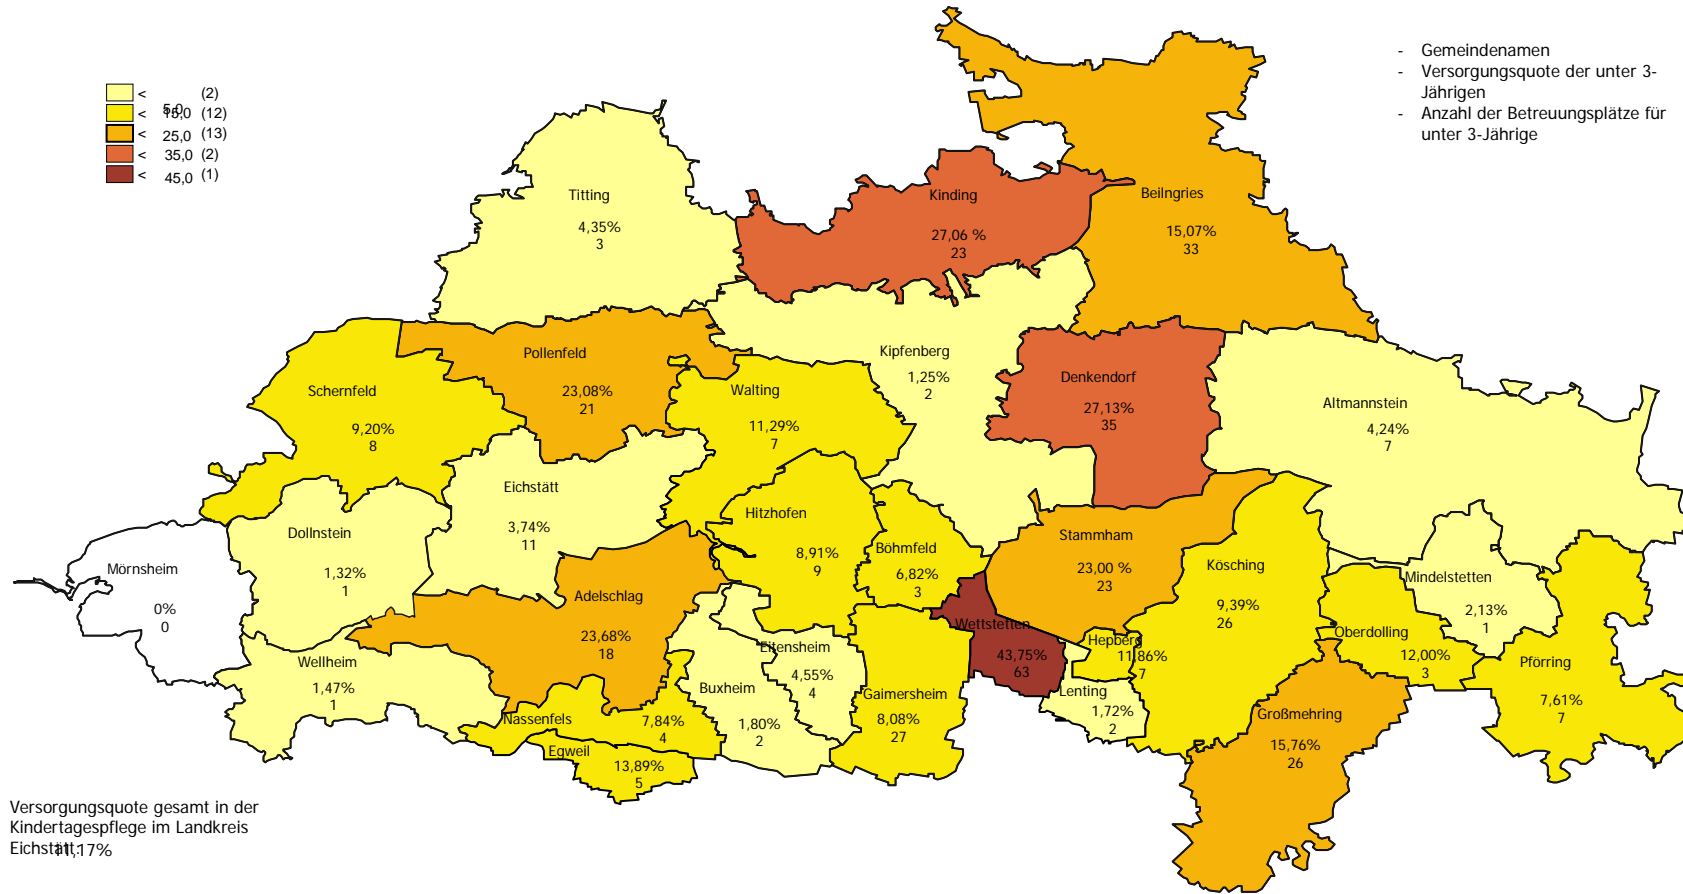 < 5,0 (2)
< 15,0 (12)
< 25,0 (13)
< 35,0 (2)
< 45,0 (1)
- Gemeindenamen
- Versorgungsquote der unter 3-
Jährigen
- Anzahl der Betreuungsplätze für
unter 3-Jährige
Titting
4,35%
3
Kinding
27,06 %
23
Beilngries
15,07%
33
Pollenfeld
23,08%
21
Kipfenberg
1,25%
2
Denkendorf
27,13%
35
Schernfeld
9,20%
8
Walting
11,29%
7
Altmannstein
4,24%
7
Eichstätt
3,74%
11
Dollnstein
1,32%
1
Hitzhofen
8,91%
9
Böhmfeld
6,82%
3
Stammham
23,00 %
23
Kösching
9,39%
26
Mindelstetten
2,13%
1
Mörnsheim
0%
0
Adelschlag
23,68%
18
Wettstetten
43,75%
63
Hepberg
11,86%
7
Oberdolling
12,00%
3
Pförring
7,61%
7
Wellheim
1,47%
1
Eitensheim
4,55%
4
Buxheim
1,80%
2
Gaimersheim
8,08%
27
Lenting
1,72%
2
Großmehring
15,76%
26
Nassenfels
7,84%
4
Egweil
13,89%
5
Versorgungsquote gesamt in der
Kindertagespflege im Landkreis
Eichstätt: 11,17%